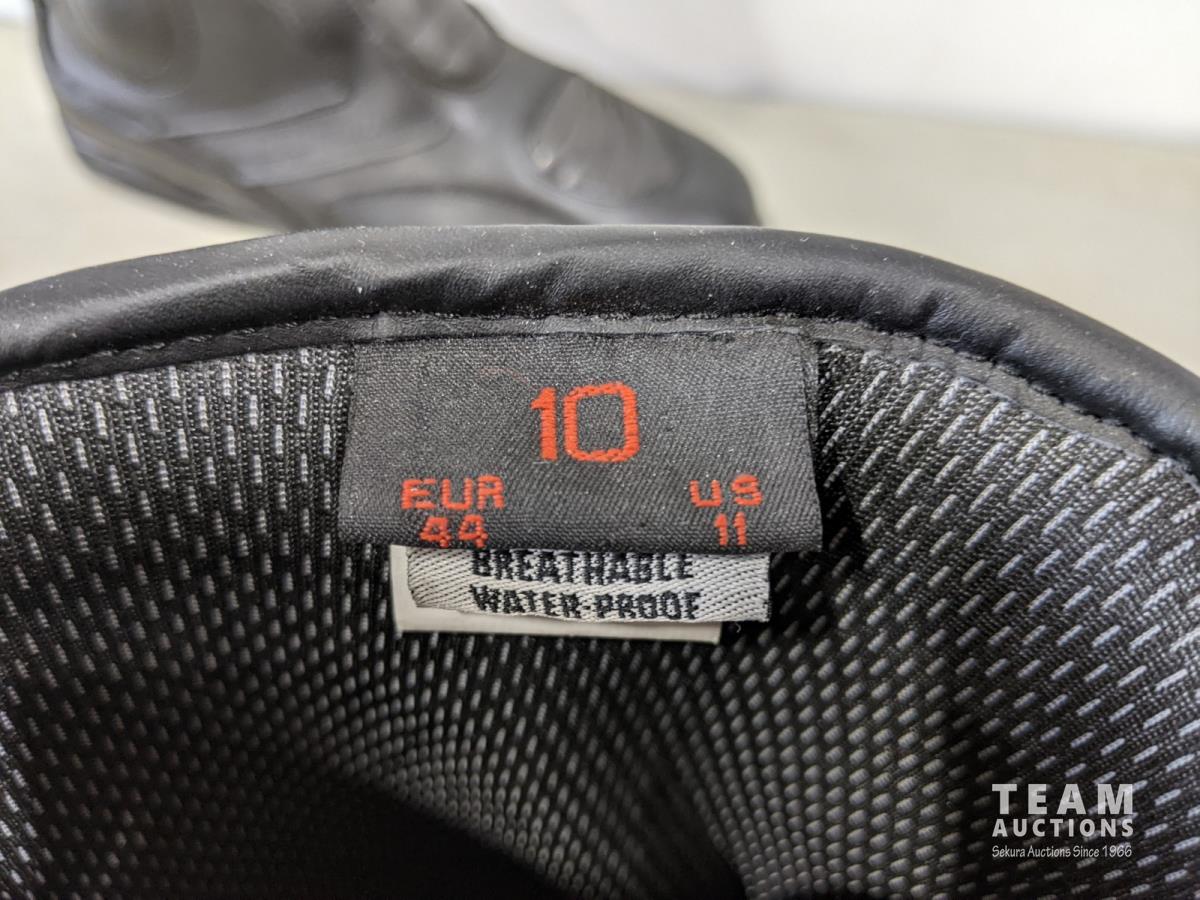 10
EUR US
44 11
BREATHABLE
WATER-PROOF
TEAM
AUCTIONS
Sekura Auctions Since 1966